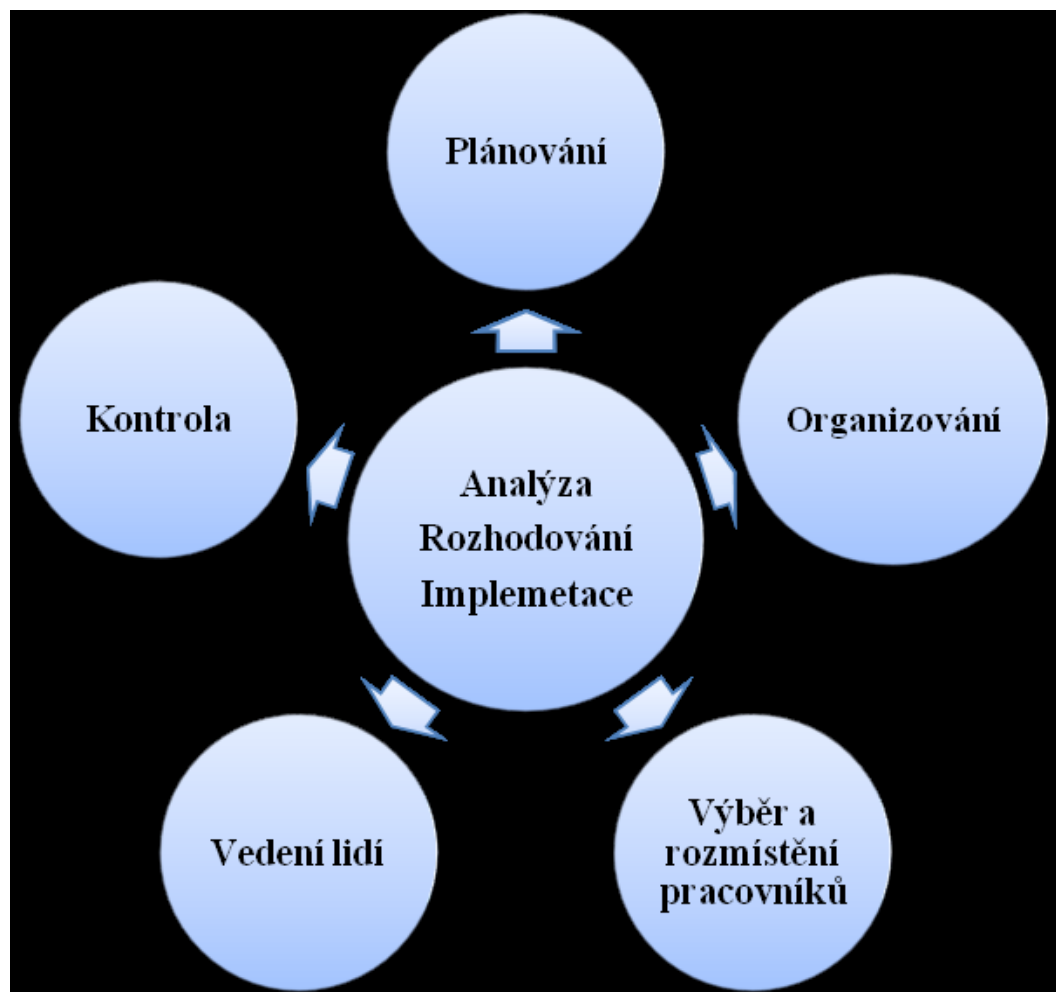 Plánování
Kontrola
Organizování
Analýza
Rozhodování
Implemetace
Vedení lidí
Výběr a
rozmístění
pracovníků